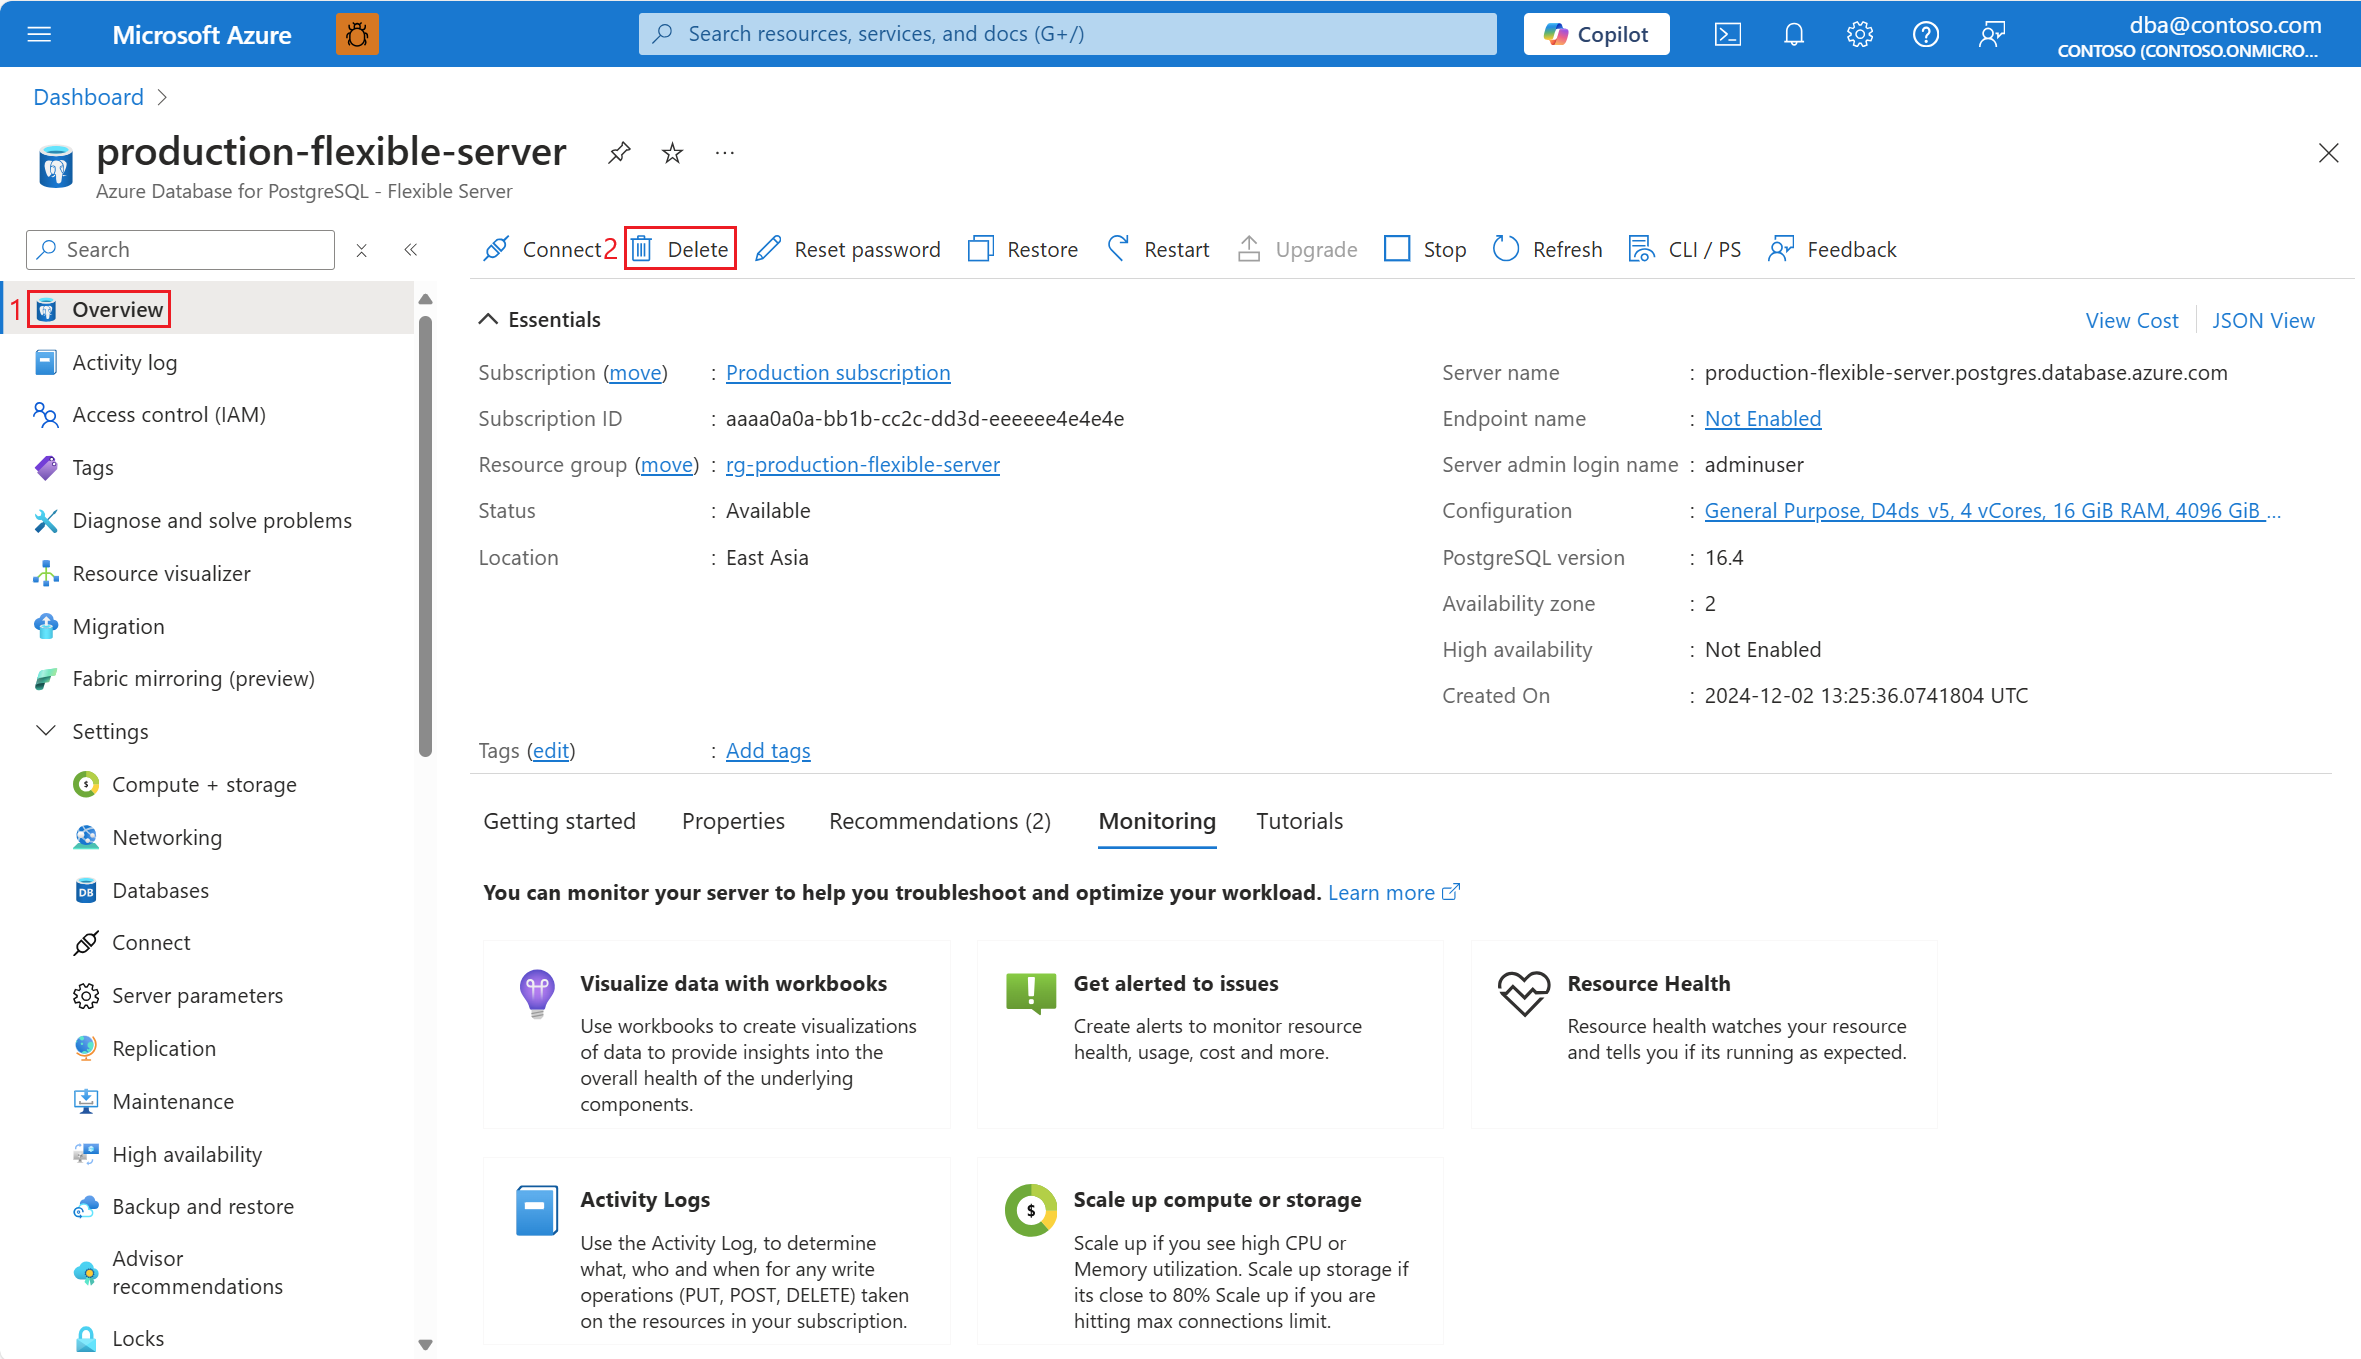 Microsoft Azure
Search resources, services, and docs (G+/)
Copilot
dba@contoso.com
CONTOSO (CONTOSO.ONMICRO...
Dashboard
production-flexible-server
Azure Database for PostgreSQL - Flexible Server
Search
Connect 2 Delete Reset password Restore Restart Upgrade Stop Refresh CLI / PS Feedback
1 Overview
Activity log
Access control (IAM)
Tags
Diagnose and solve problems
Resource visualizer
Migration
Fabric mirroring (preview)
Settings
Compute + storage
Networking
DB Databases
Connect
Server parameters
Replication
Maintenance
High availability
Backup and restore
Advisor
recommendations
Locks
Essentials
View Cost JSON View
Subscription (move) : Production subscription
Subscription ID : aaaa0a0a-bb1b-cc2c-dd3d-eeeeee4e4e4e
Resource group (move) : rg-production-flexible-server
Status : Available
Location : East Asia
Server name : production-flexible-server.postgres.database.azure.com
Endpoint name : Not Enabled
Server admin login name : adminuser
Configuration : General Purpose, D4ds_v5, 4 vCores, 16 GiB RAM, 4096 GiB ...
PostgreSQL version : 16.4
Availability zone : 2
High availability : Not Enabled
Created On : 2024-12-02 13:25:36.0741804 UTC
Tags (edit) : Add tags
Getting started Properties Recommendations (2) Monitoring Tutorials
You can monitor your server to help you troubleshoot and optimize your workload. Learn more
Visualize data with workbooks
Use workbooks to create visualizations
of data to provide insights into the
overall health of the underlying
components.
Get alerted to issues
Create alerts to monitor resource
health, usage, cost and more.
Resource Health
Resource health watches your resource
and tells you if its running as expected.
Activity Logs
Use the Activity Log, to determine
what, who and when for any write
operations (PUT, POST, DELETE) taken
on the resources in your subscription.
$ Scale up compute or storage
Scale up if you see high CPU or
Memory utilization. Scale up storage if
its close to 80% Scale up if you are
hitting max connections limit.